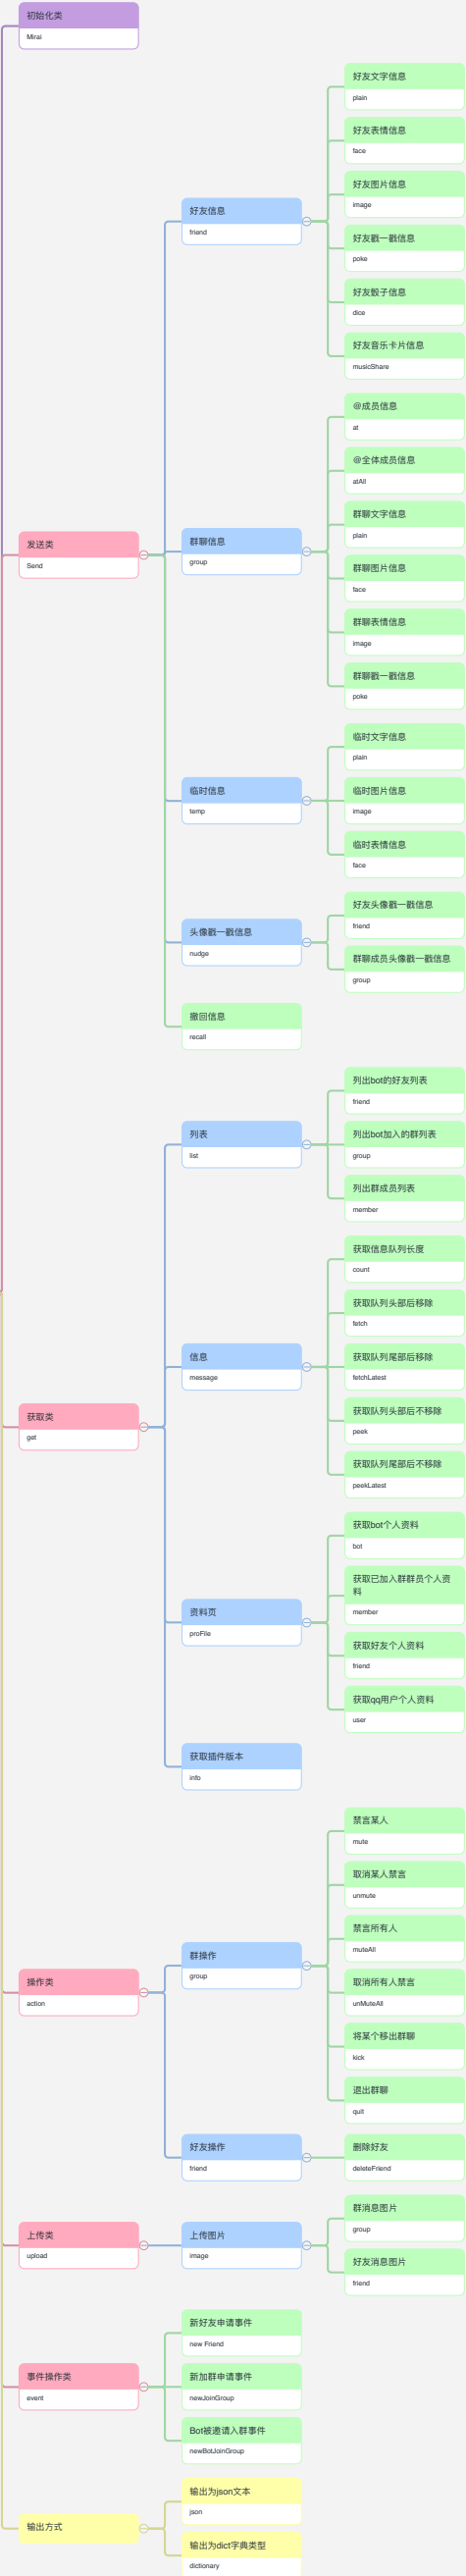 初始化类
Mirai
发送类
Send
好友信息
friend
好友文字信息
plain
好友表情信息
face
好友图片信息
image
好友戳一戳信息
poke
好友骰子信息
dice
好友音乐卡片信息
musicShare
群聊信息
group
@成员信息
at
@全体成员信息
atAll
群聊文字信息
plain
群聊图片信息
face
群聊表情信息
image
群聊戳一戳信息
poke
临时信息
temp
临时文字信息
plain
临时图片信息
image
临时表情信息
face
头像戳一戳信息
nudge
好友头像戳一戳信息
friend
群聊成员头像戳一戳信息
group
撤回信息
recall
获取类
get
列表
list
列出bot的好友列表
friend
列出bot加入的群列表
group
列出群成员列表
member
信息
message
获取信息队列长度
count
获取队列头部后移除
fetch
获取队列尾部后移除
fetchLatest
获取队列头部后不移除
peek
获取队列尾部后不移除
peekLatest
资料页
proFile
获取bot个人资料
bot
获取已加入群群员个人资
料
member
获取好友个人资料
friend
获取qq用户个人资料
user
获取插件版本
info
操作类
action
群操作
group
禁言某人
mute
取消某人禁言
unmute
禁言所有人
muteAll
取消所有人禁言
unMuteAll
将某个移出群聊
kick
退出群聊
quit
好友操作
friend
删除好友
deleteFriend
上传类
upload
上传图片
image
群消息图片
group
好友消息图片
friend
事件操作类
event
新好友申请事件
new Friend
新加群申请事件
newJoinGroup
Bot被邀请入群事件
newBotJoinGroup
输出方式
输出为json文本
json
输出为dict字典类型
dictionary